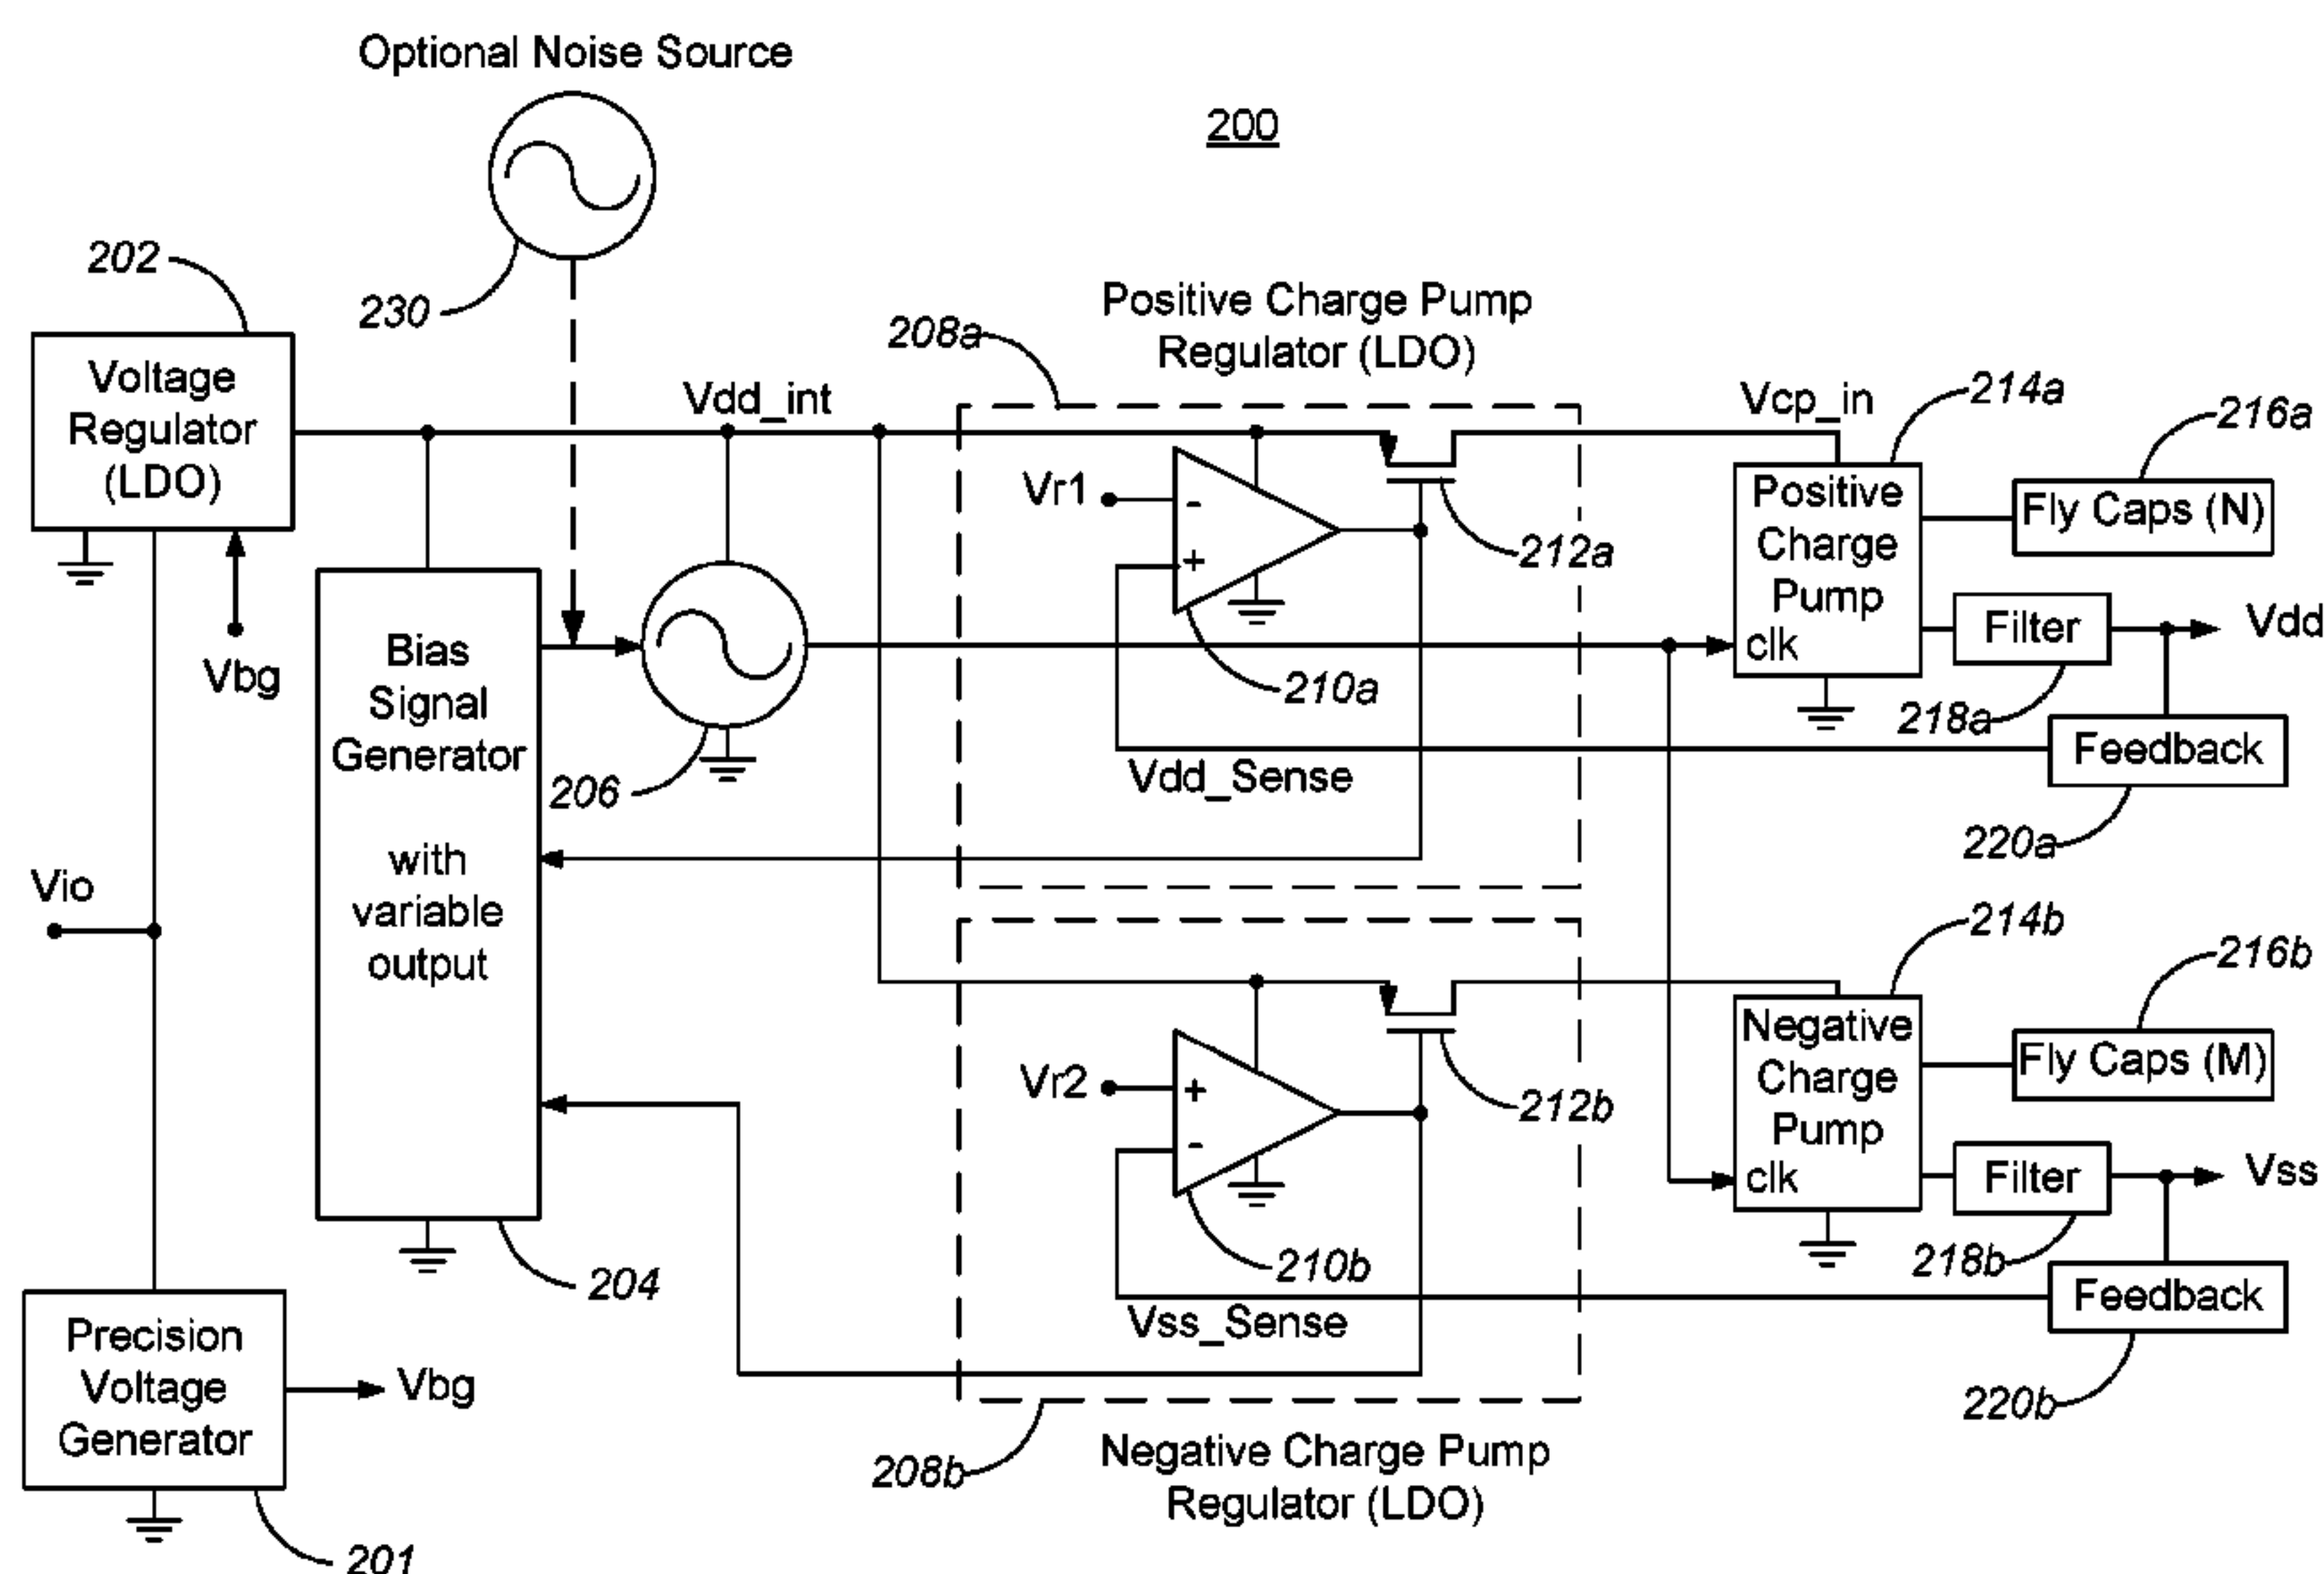 Optional Noise Source
200
202
230
Positive Charge Pump
Regulator (LDO)
208a
Voltage
Regulator
(LDO)
Vdd_int
Vcp_in
214a
216a
Vr1
-
+
212a
Positive
Charge
Pump
clk
Fly Caps (N)
Filter
Vdd
Vbg
Bias
Signal
Generator
with
variable
output
210a
218a
206
Vdd_Sense
Feedback
220a
Vio
214b
216b
Vr2
+
-
212b
Negative
Charge
Pump
clk
Fly Caps (M)
Filter
Vss
204
210b
218b
Vss_Sense
Feedback
220b
Precision
Voltage
Generator
Vbg
201
208b
Negative Charge Pump
Regulator (LDO)